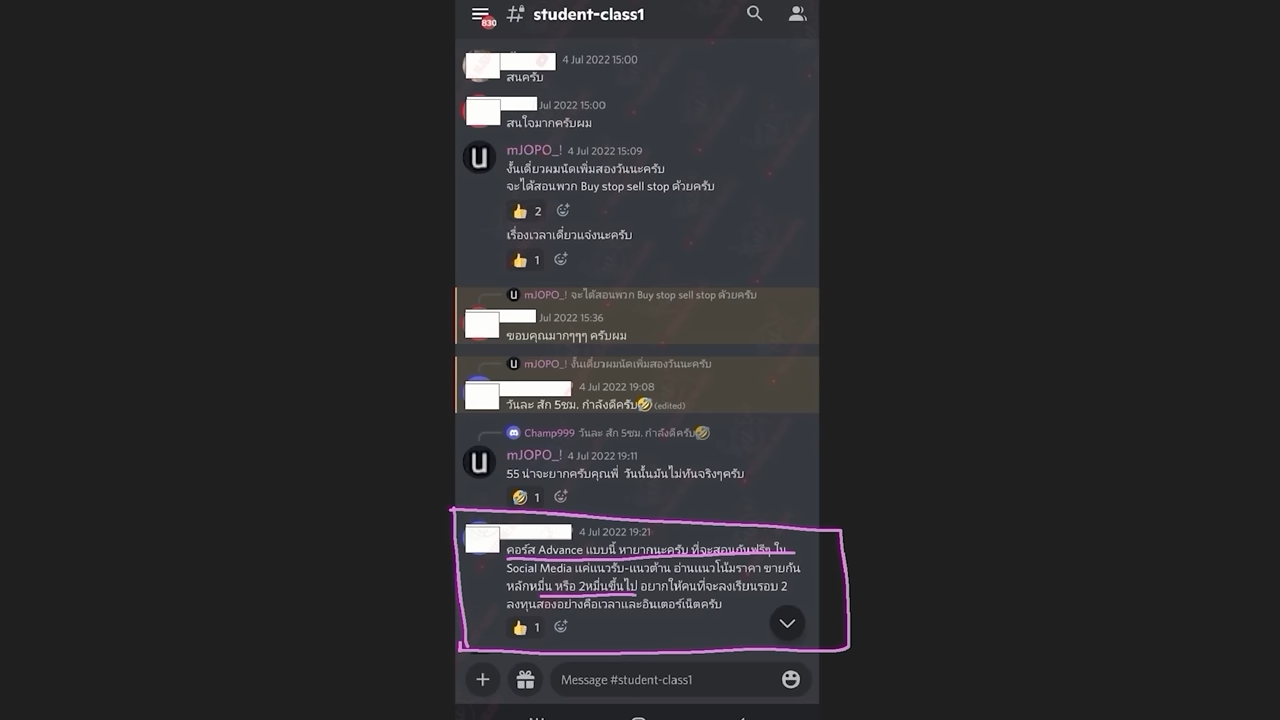 830
student-class1
4 Jul 2022 15:00
สนครับ
Jul 2022 15:00
สนใจมากครับผม
mJOPO_! 4 Jul 2022 15:09
งั้นเดี่ยวผมนัดเพิ่มสองวันนะครับ
จะได้สอนพวก Buy stop sell stop ด้วยครับ
👍 2
เรื่องเวลาเดี๋ยวแจ่งนะครับ
👍 1
mJOPO_! จะได้สอนพวก Buy stop sell stop ด้วยครับ
Jul 2022 15:36
ขอบคุณมากๆๆๆ ครับผม
mJOPO_! งั้นเดี่ยวผมนัดเพิ่มสองวันนะครับ
4 Jul 2022 19:08
วันละ สัก 5ชม. กำลังดีครับ🤣 (edited)
Champ999 วันละ สัก 5ชม. กำลังดีครับ🤣
mJOPO_! 4 Jul 2022 19:11
55 น่าจะยากครับคุณพี่ วันนั้นมันไม่ทันจริงๆครับ
🤣 1
4 Jul 2022 19:21
คอร์ส Advance แบบนี้ หายากนะครับ ที่จะสอนกันฟรีๆ ใน
Social Media แค่แนวรับ-แนวต้าน อ่านแนวโน้มราคา ขายกัน
หลักหมื่น หรือ 2หมื่นขึ้นไป อยากให้คนที่จะลงเรียนรอบ 2
ลงทุนสองอย่างคือเวลาและอินเตอร์เน็ตครับ
👍 1
Message #student-class1